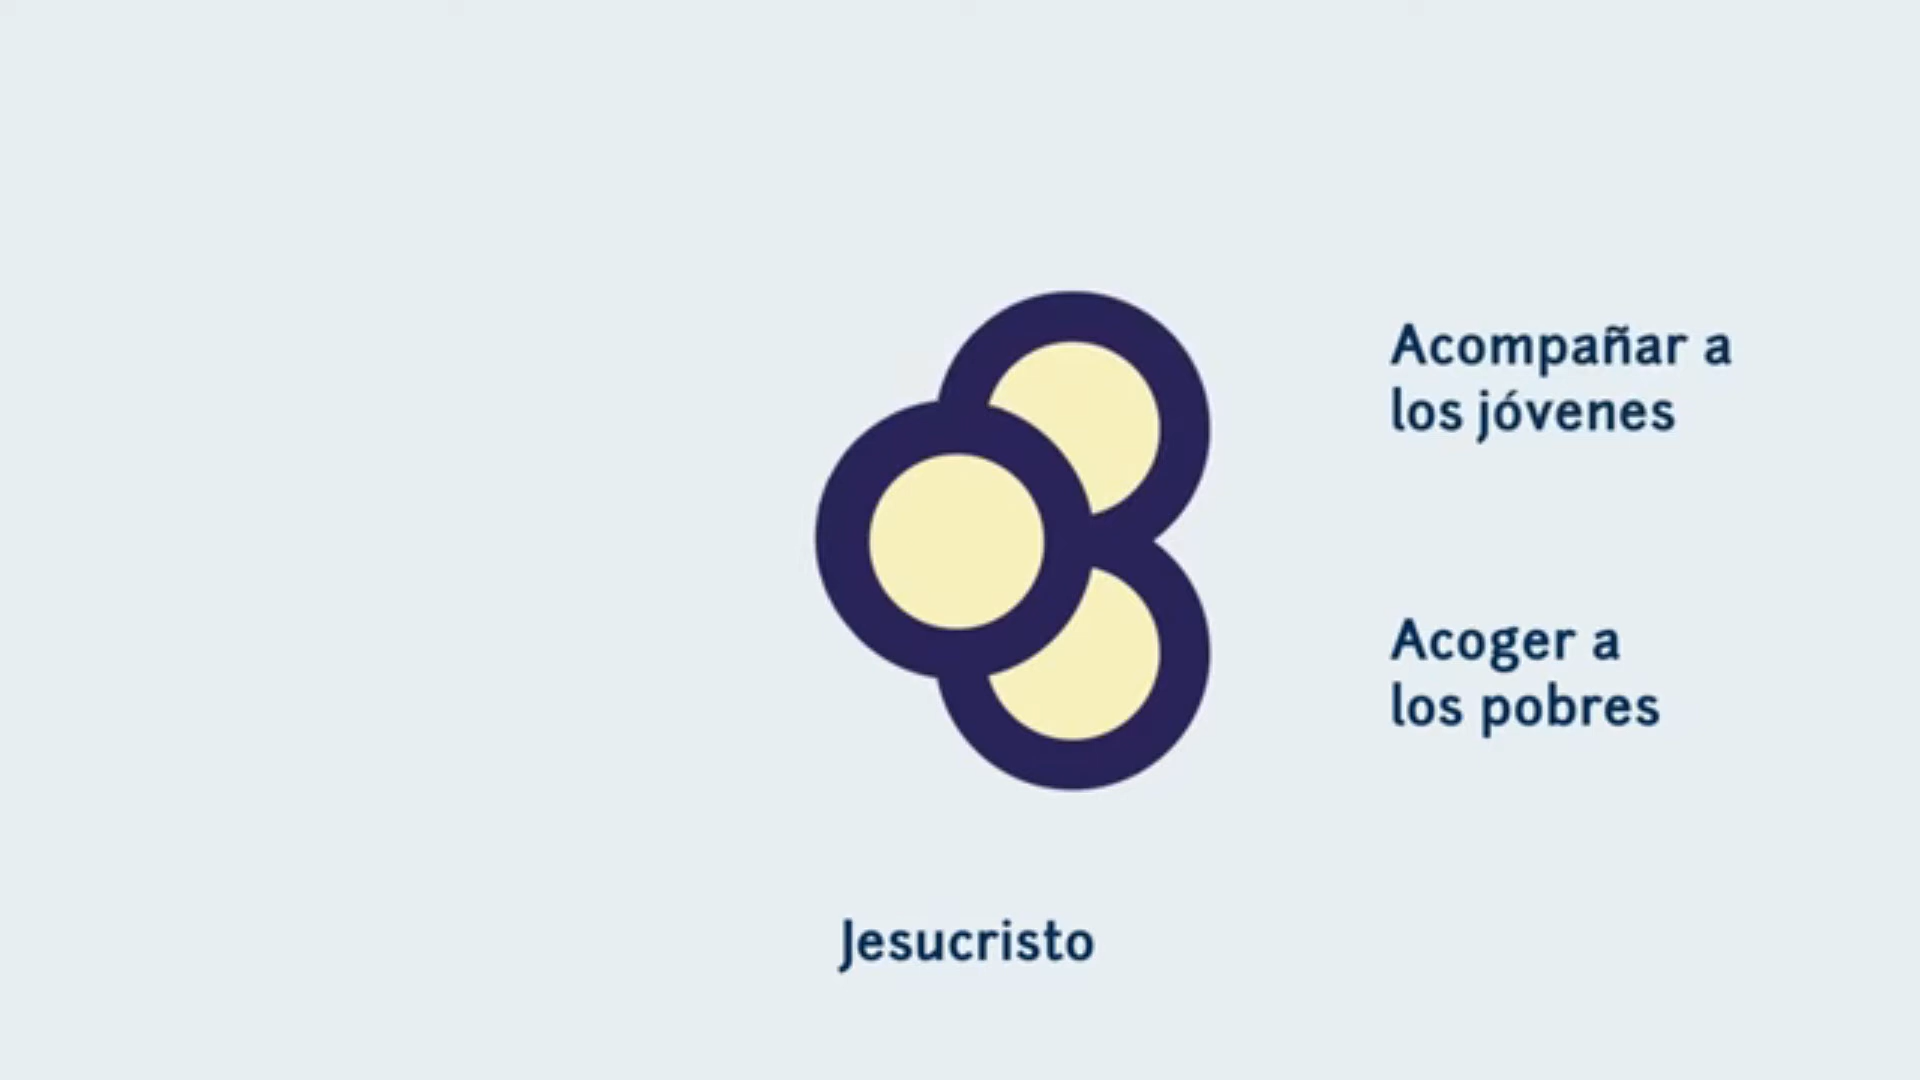 Acompañar a
los jóvenes
Acoger a
los pobres
Jesucristo